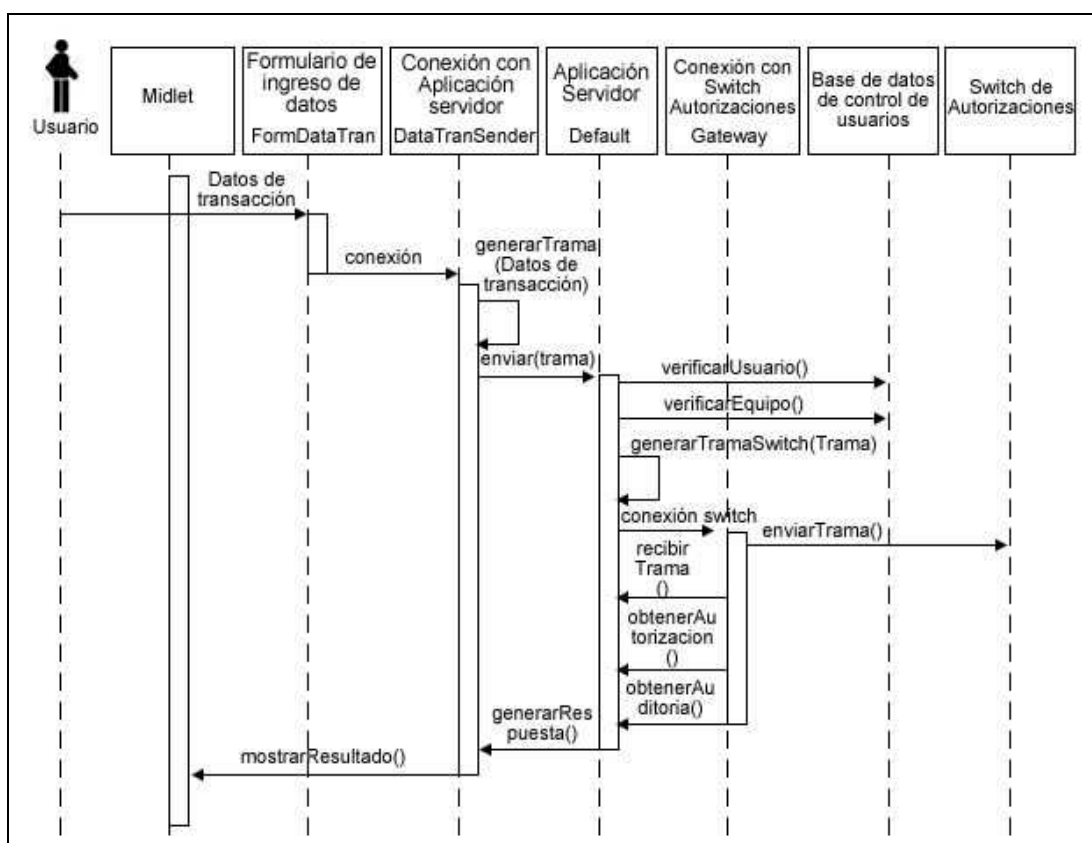 Usuario
Midlet
Formulario de
ingreso de
datos
FormDataTran
Conexión con
Aplicación
servidor
DataTranSender
Aplicación
Servidor
Default
Conexión con
Switch
Autorizaciones
Gateway
Base de datos
de control de
usuarios
Switch de
Autorizaciones
Datos de
transacción
conexión
generarTrama
(Datos de
transacción)
enviar(trama)
verificarUsuario()
verificarEquipo()
generarTramaSwitch(Trama)
conexión switch
enviarTrama()
recibir
Trama
()
obtenerAu
torizacion
()
obtenerAu
ditoria()
generarRes
puesta()
mostrarResultado()